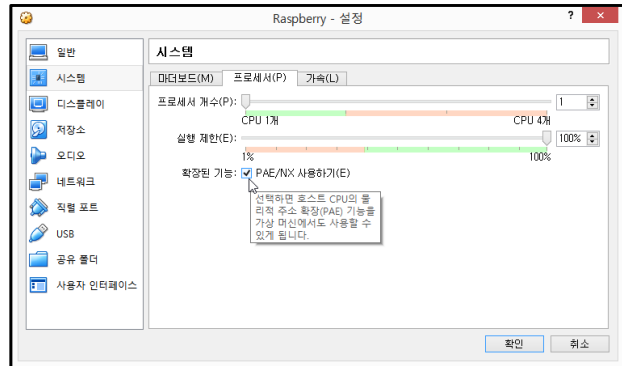 Raspberry - 설정
?
×
일반
시스템
디스플레이
저장소
오디오
네트워크
직렬 포트
USB
공유 폴더
사용자 인터페이스
시스템
마더보드(M) 프로세서(P) 가속(L)
프로세서 개수(P): 1
CPU 1개 CPU 4개
실행 제한(E): 100%
1% 100%
확장된 기능: PAE/NX 사용하기(E)
선택하면 호스트 CPU의 물
리적 주소 확장(PAE) 기능을
가상 머신에서도 사용할 수
있게 됩니다.
확인 취소